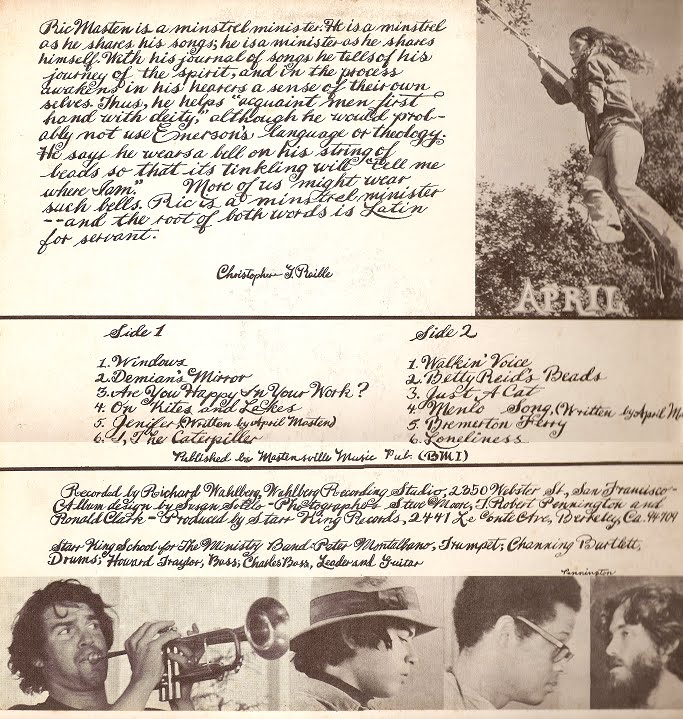 Ric Masten is a minstrel minister. He is a minstrel
as he shares his songs; he is a minister as he shares
himself. With his journal of songs he tells of his
journey of the spirit, and in the process
awakens in his hearers a sense of their own
selves. Thus, he helps "acquaint men first
hand with deity," although he would prob-
ably not use Emerson's language or theology.
He says he wears a bell on his string of
beads so that its tinkling will "tell me
where I am." More of us might wear
such bells. Ric is a minstrel minister
--and the root of both words is Latin
for servant.
Christopher G. Raille
APRIL
Side 1
1. Windows
2. Demian's Mirror
3. Are You Happy In Your Work?
4. On Kites and Lakes
5. Jenifer (Written by April Masten)
6. I, The Caterpiller
Side 2
1. Walkin' Voice
2. Betty Reid's Beads
3. Just A Cat
4. Menlo Song, (Written by April M
5. Bremerton Ferry
6. Loneliness
Published by Mastensville Music Pub. (BMI)
Recorded by Richard Wahlberg, Wahlberg Recording Studio, 2350 Webster St., San Francisco-
Album design by Susan Sollo - Photographs Steve Moore, J. Robert Pennington and
Ronald Clark - Produced by Starr King Records, 2441 Le Conte Ave, Berkeley, Ca. 94709
Starr King School for The Ministry Band: Peter Montalbano, Trumpet; Channing Bartlett,
Drums; Howard Traylor, Bass; Charles Bass, Leader and Guitar
Pennington